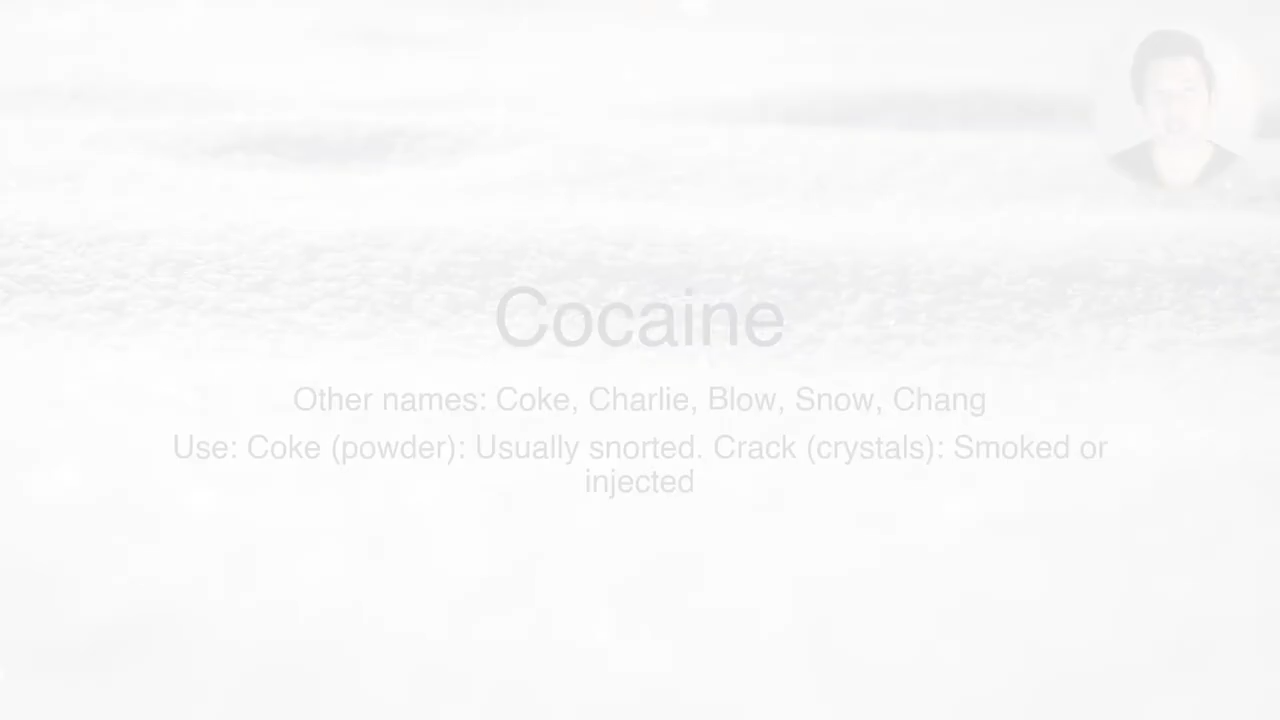 Cocaine
Other names: Coke, Charlie, Blow, Snow, Chang
Use: Coke (powder): Usually snorted. Crack (crystals): Smoked or
injected